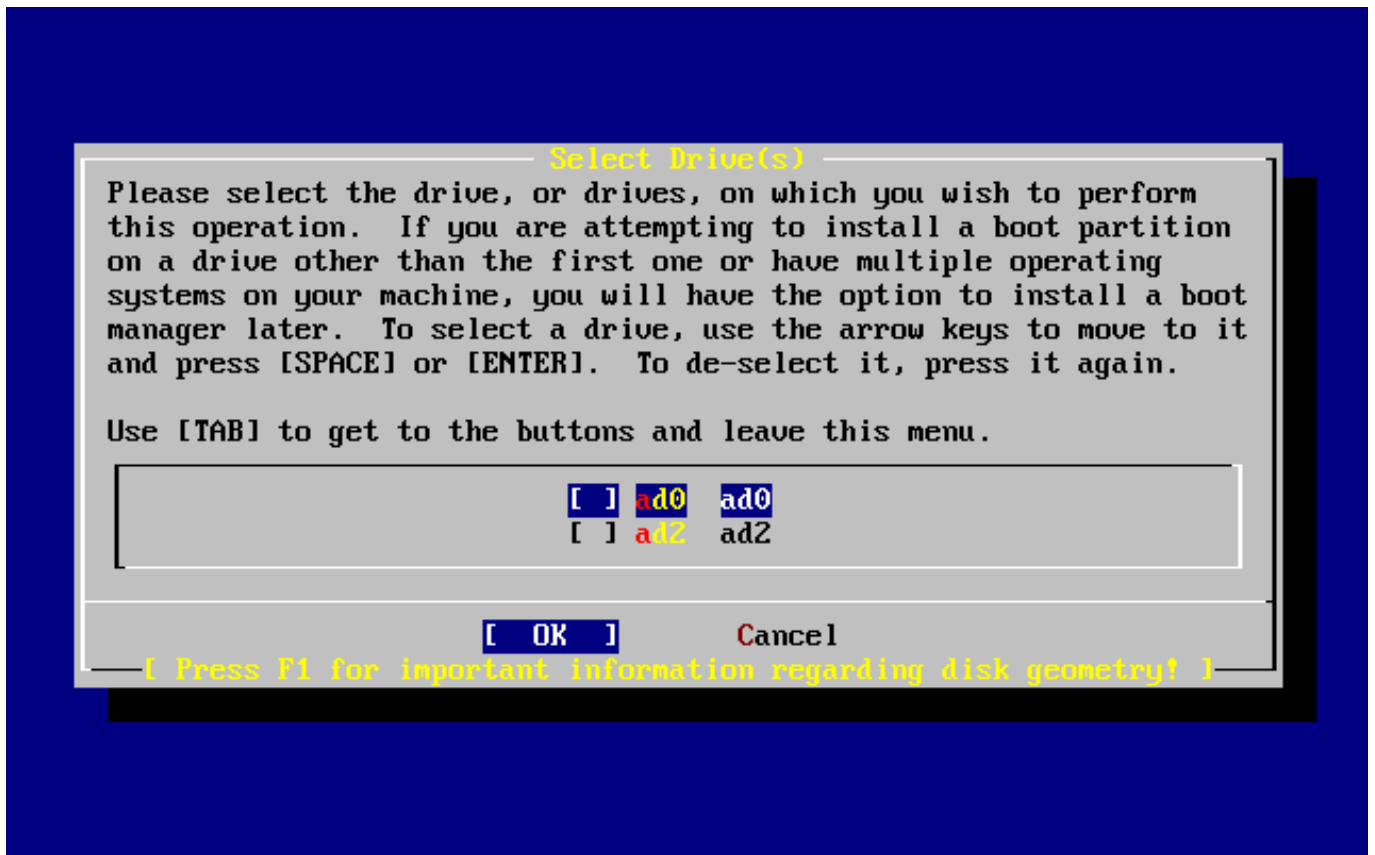 Select Drive(s)
Please select the drive, or drives, on which you wish to perform
this operation.  If you are attempting to install a boot partition
on a drive other than the first one or have multiple operating
systems on your machine, you will have the option to install a boot
manager later.  To select a drive, use the arrow keys to move to it
and press [SPACE] or [ENTER].  To de-select it, press it again.
Use [TAB] to get to the buttons and leave this menu.
[ ] ad0  ad0
[ ] ad2  ad2
[  OK  ]       Cancel
[ Press F1 for important information regarding disk geometry! ]